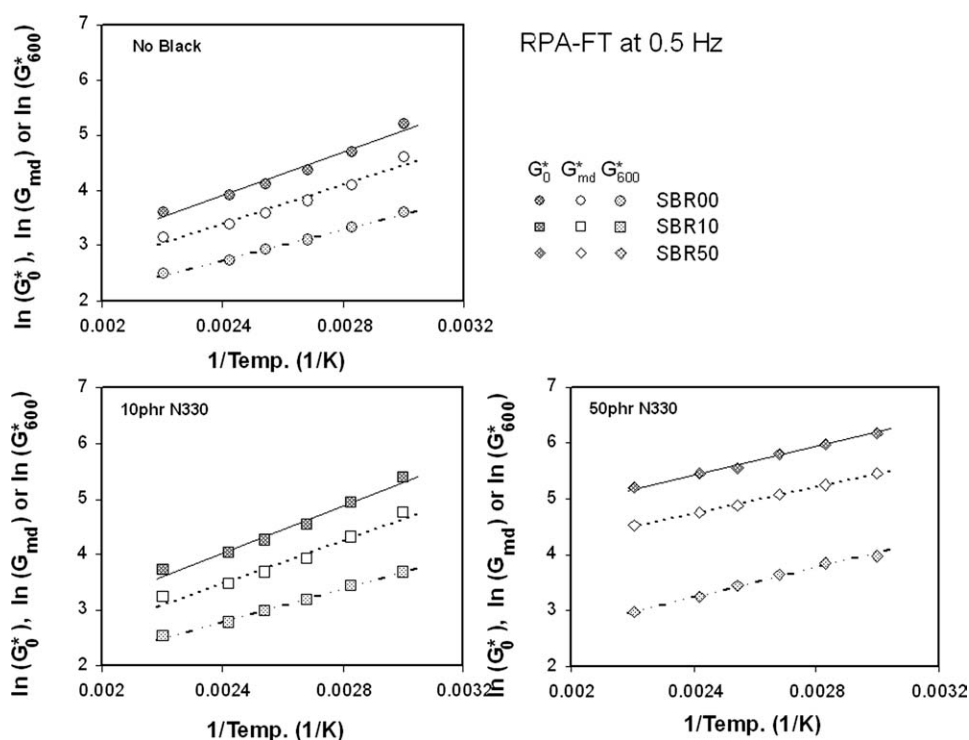 No Black
ln (G*0), ln (Gmd) or ln (G*600)
7
6
5
4
3
2
0.002 0.0024 0.0028 0.0032
1/Temp. (1/K)
RPA-FT at 0.5 Hz
G*0 G*md G*600
SBR00
SBR10
SBR50
10phr N330
ln (G*0), ln (Gmd) or ln (G*600)
7
6
5
4
3
2
0.002 0.0024 0.0028 0.0032
1/Temp. (1/K)
50phr N330
ln (G*0), ln (Gmd) or ln (G*600)
7
6
5
4
3
2
0.002 0.0024 0.0028 0.0032
1/Temp. (1/K)